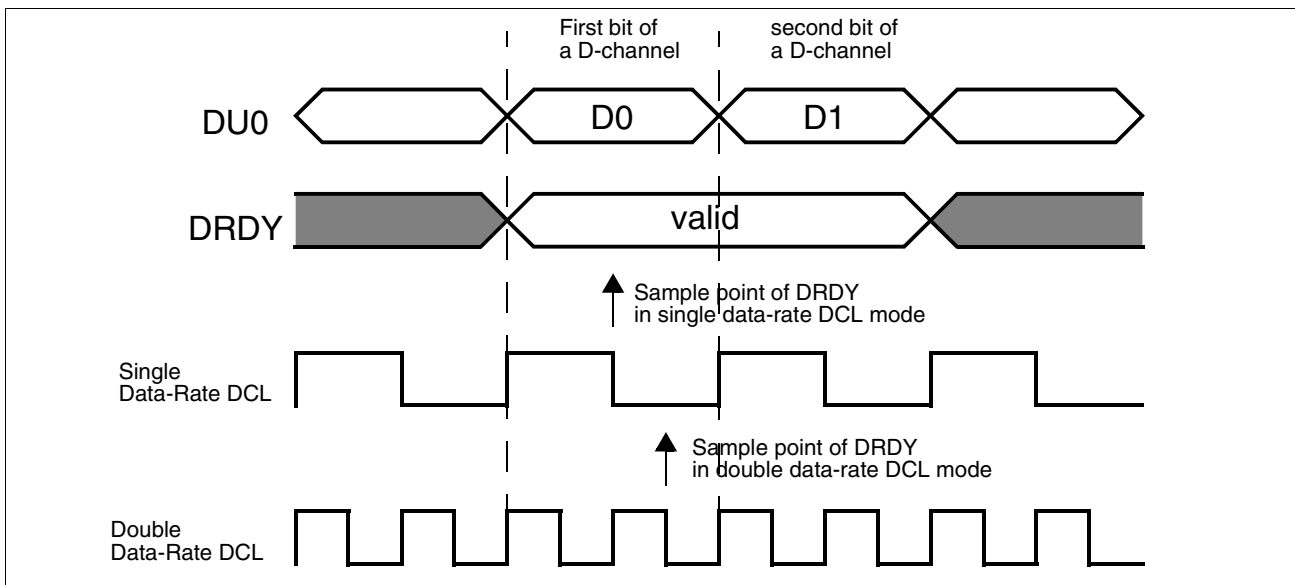 First bit of
a D-channel
second bit
of a D-channel
DU0
D0
D1
DRDY
valid
Sample point of DRDY
in single data-rate DCL mode
Single
Data-Rate DCL
Sample point of DRDY
in double data-rate DCL mode
Double
Data-Rate DCL